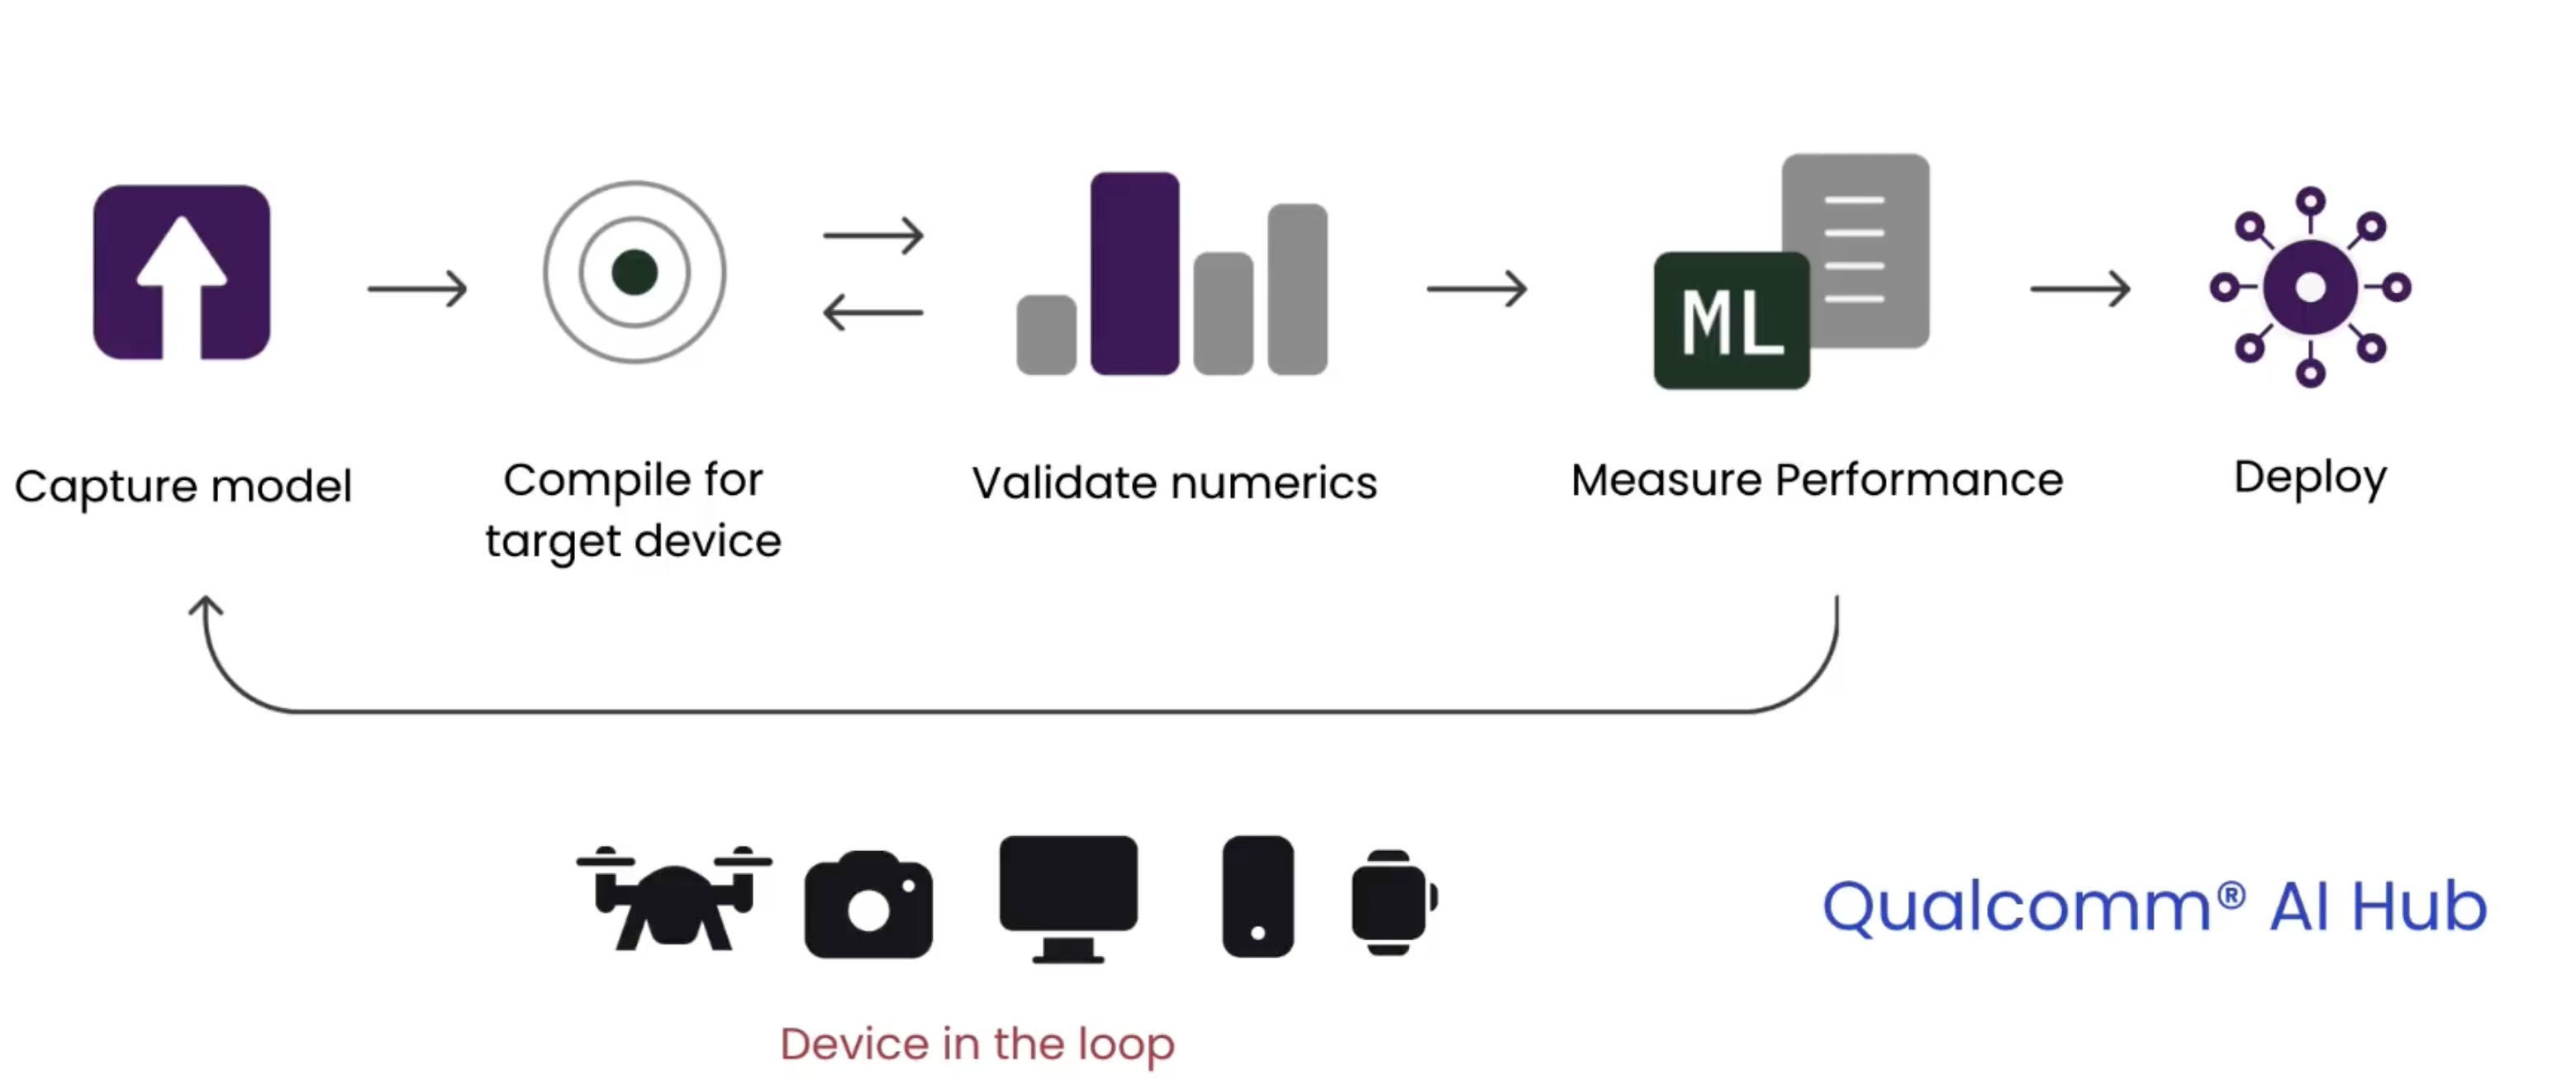 ML
Capture model
Compile for
target device
Validate numerics
Measure Performance
Deploy
Qualcomm® AI Hub
Device in the loop